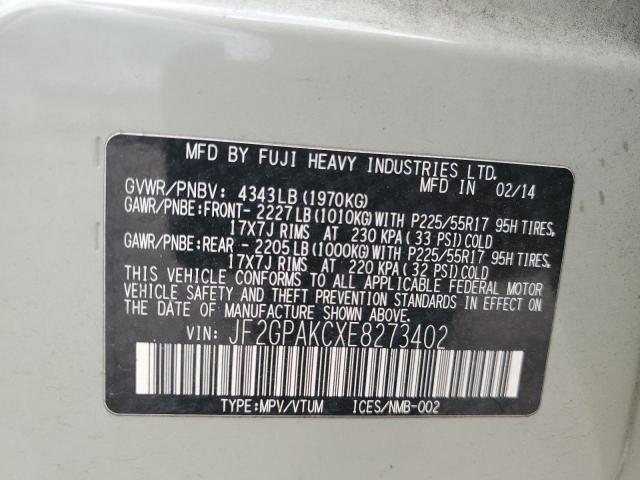 MFD BY FUJI HEAVY INDUSTRIES LTD.
MFD IN 02/14
GVWR/PNBV: 4343LB (1970KG)
GAWR/PNBE:FRONT- 2227LB(1010KG)WITH P225/55R17 95H TIRES,
17X7J RIMS AT 230 KPA(33 PSI)COLD
GAWR/PNBE:REAR - 2205LB(1000KG)WITH P225/55R17 95H TIRES,
17X7J RIMS AT 220 KPA(32 PSI)COLD
THIS VEHICLE CONFORMS TO ALL APPLICABLE FEDERAL MOTOR
VEHICLE SAFETY AND THEFT PREVENTION STANDARDS IN EFFECT ON
THE DATE OF MANUFACTURE SHOWN ABOVE.
VIN: JF2GPAKCXE8273402
TYPE:MPV/VTUM ICES/NMB-002